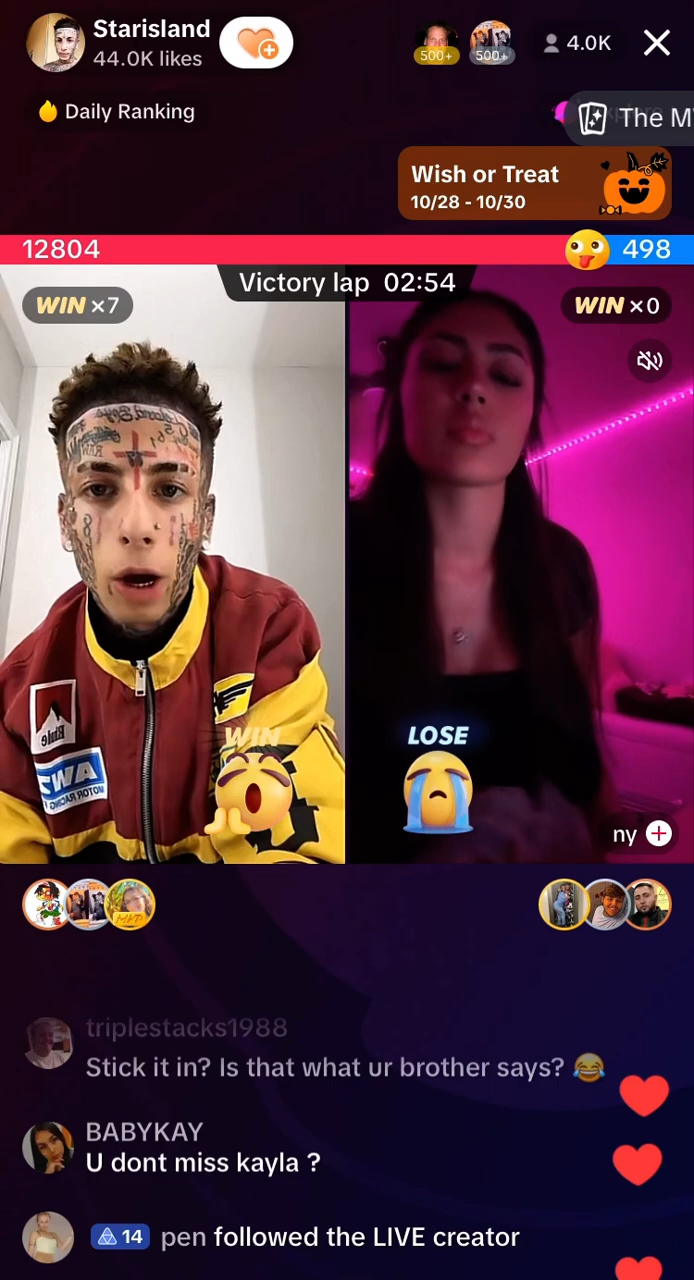 Starisland
44.0K likes
500+
500+
4.0K
Daily Ranking
The M
Wish or Treat
10/28 - 10/30
12804
498
Victory lap 02:54
WIN ×7
WIN ×0
WIN
LOSE
ny
triplestacks1988
Stick it in? Is that what ur brother says? 😂
BABYKAY
U dont miss kayla ?
14 pen followed the LIVE creator